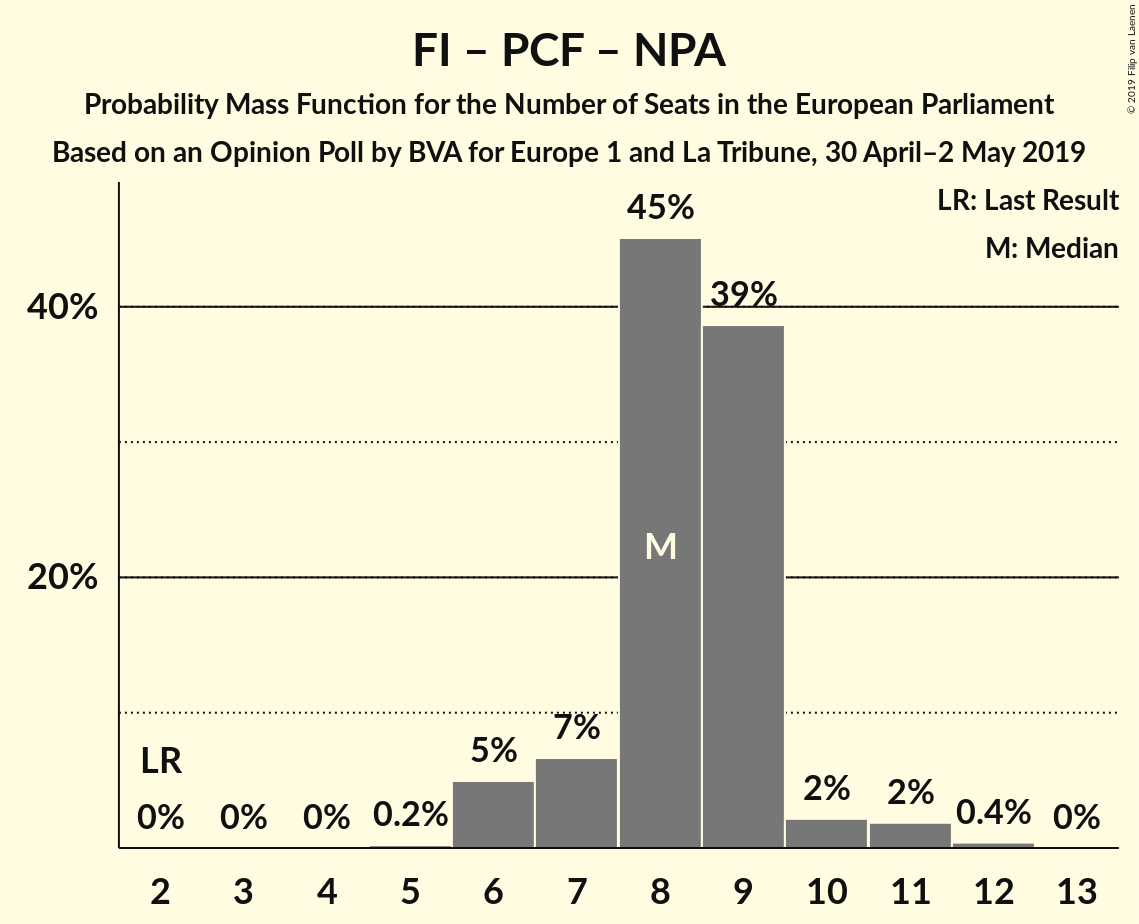 FI – PCF – NPA
Probability Mass Function for the Number of Seats in the European Parliament
Based on an Opinion Poll by BVA for Europe 1 and La Tribune, 30 April–2 May 2019
© 2019 Filip van Laenen
LR: Last Result
M: Median
40%
20%
45%
39%
M
LR
0%
0%
0%
0.2%
5%
7%
2%
2%
0.4%
0%
2 3 4 5 6 7 8 9 10 11 12 13